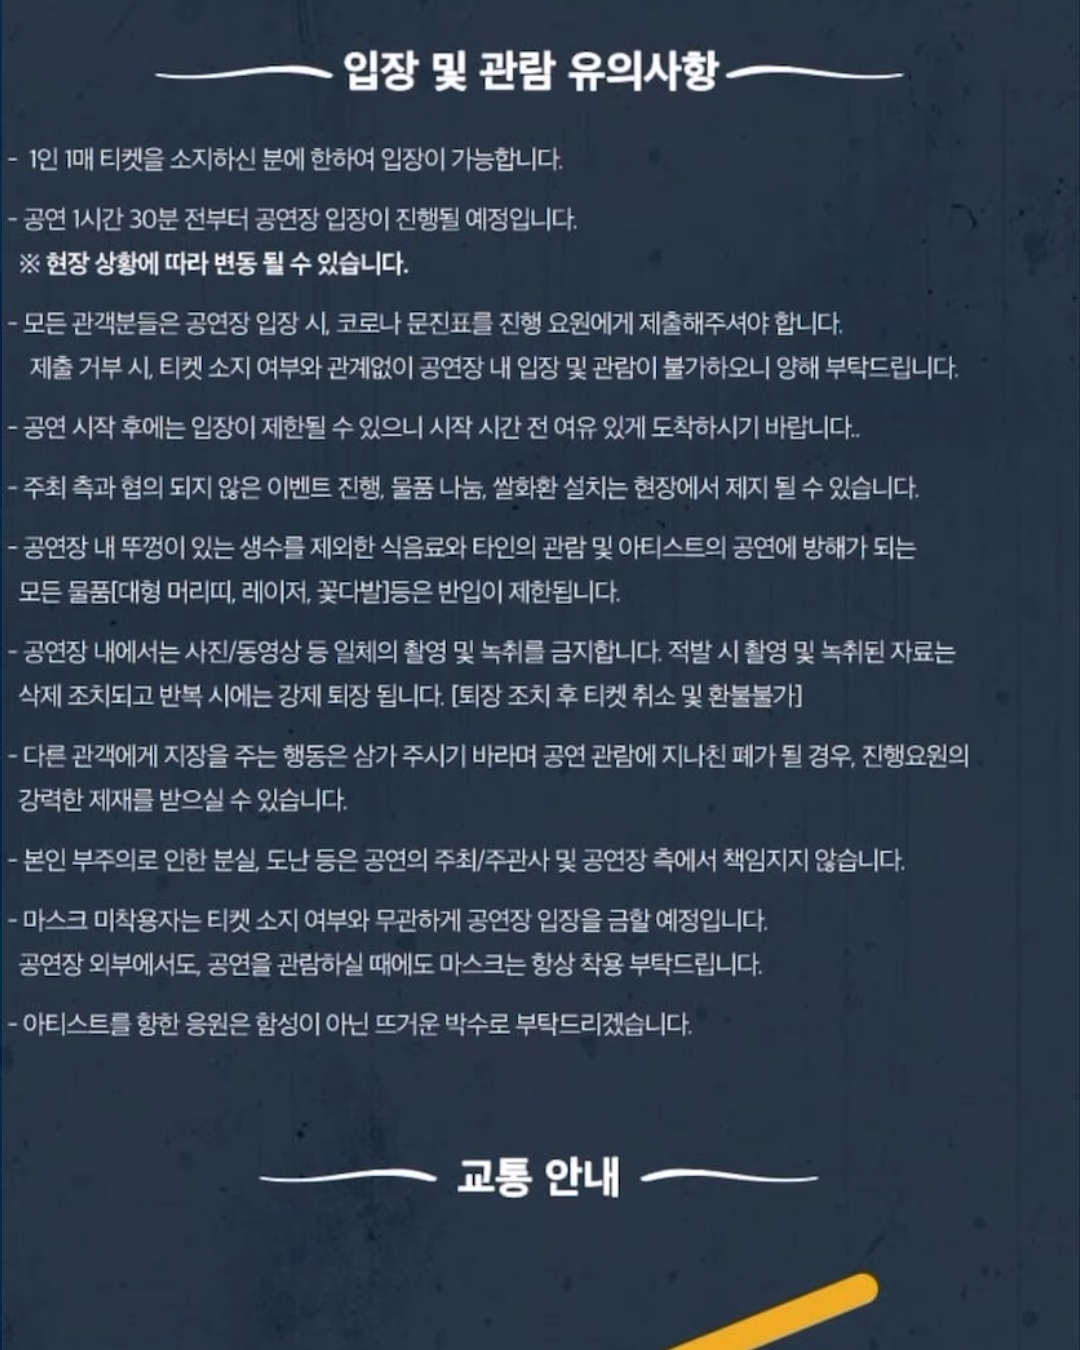 입장 및 관람 유의사항
- 1인 1매 티켓을 소지하신 분에 한하여 입장이 가능합니다.
- 공연 1시간 30분 전부터 공연장 입장이 진행될 예정입니다.
※ 현장 상황에 따라 변동 될 수 있습니다.
- 모든 관객분들은 공연장 입장 시, 코로나 문진표를 진행 요원에게 제출해주셔야 합니다.
제출 거부 시, 티켓 소지 여부와 관계없이 공연장 내 입장 및 관람이 불가하오니 양해 부탁드립니다.
- 공연 시작 후에는 입장이 제한될 수 있으니 시작 시간 전 여유 있게 도착하시기 바랍니다..
- 주최 측과 협의 되지 않은 이벤트 진행, 물품 나눔, 쌀화환 설치는 현장에서 제지 될 수 있습니다.
- 공연장 내 뚜껑이 있는 생수를 제외한 식음료와 타인의 관람 및 아티스트의 공연에 방해가 되는
모든 물품[대형 머리띠, 레이저, 꽃다발]등은 반입이 제한됩니다.
- 공연장 내에서는 사진/동영상 등 일체의 촬영 및 녹취를 금지합니다. 적발 시 촬영 및 녹취된 자료는
삭제 조치되고 반복 시에는 강제 퇴장 됩니다. [퇴장 조치 후 티켓 취소 및 환불불가]
- 다른 관객에게 지장을 주는 행동은 삼가 주시기 바라며 공연 관람에 지나친 폐가 될 경우, 진행요원의
강력한 제재를 받으실 수 있습니다.
- 본인 부주의로 인한 분실, 도난 등은 공연의 주최/주관사 및 공연장 측에서 책임지지 않습니다.
- 마스크 미착용자는 티켓 소지 여부와 무관하게 공연장 입장을 금할 예정입니다.
공연장 외부에서도, 공연을 관람하실 때에도 마스크는 항상 착용 부탁드립니다.
- 아티스트를 향한 응원은 함성이 아닌 뜨거운 박수로 부탁드리겠습니다.
교통 안내